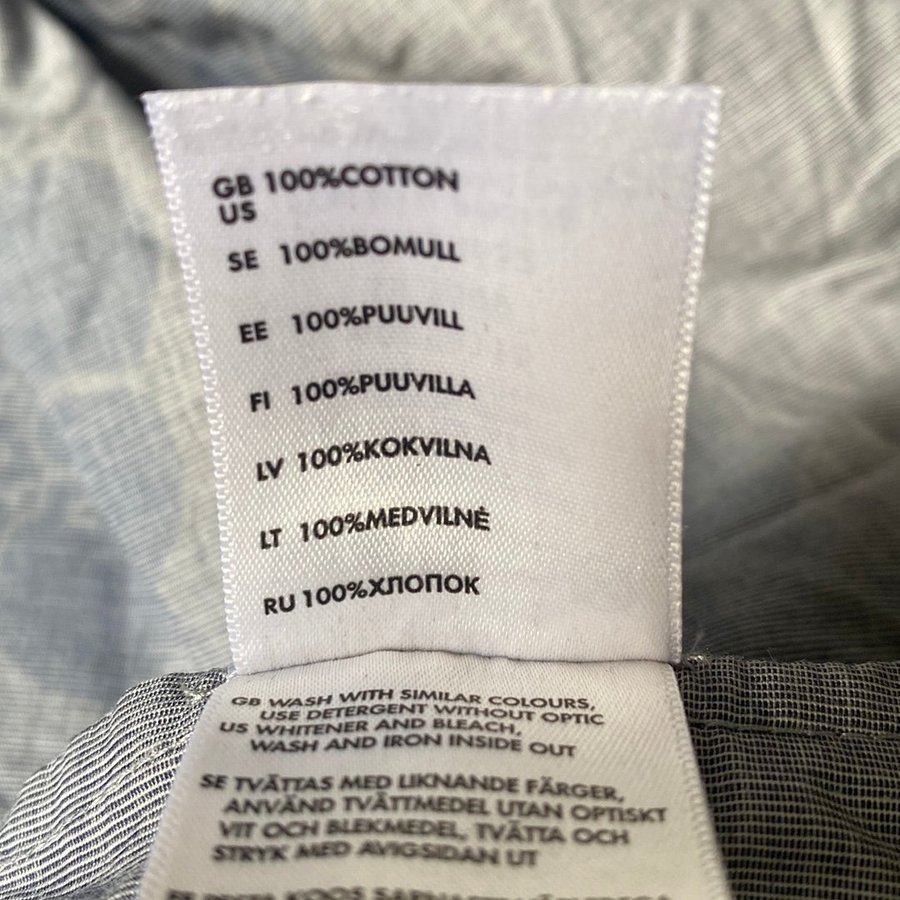 GB 100%COTTON
US
SE 100%BOMULL
EE 100%PUUVILL
FI 100%PUUVILLA
LV 100%KOKVILNA
LT 100%MEDVILNĖ
RU 100%ХЛОПОК
GB WASH WITH SIMILAR COLOURS,
USE DETERGENT WITHOUT OPTIC
US WHITENER AND BLEACH,
WASH AND IRON INSIDE OUT
SE TVÄTTAS MED LIKNANDE FÄRGER,
ANVÄND TVÄTTMEDEL UTAN OPTISKT
VIT OCH BLEKMEDEL, TVÄTTA OCH
STRYK MED AVIGSIDAN UT